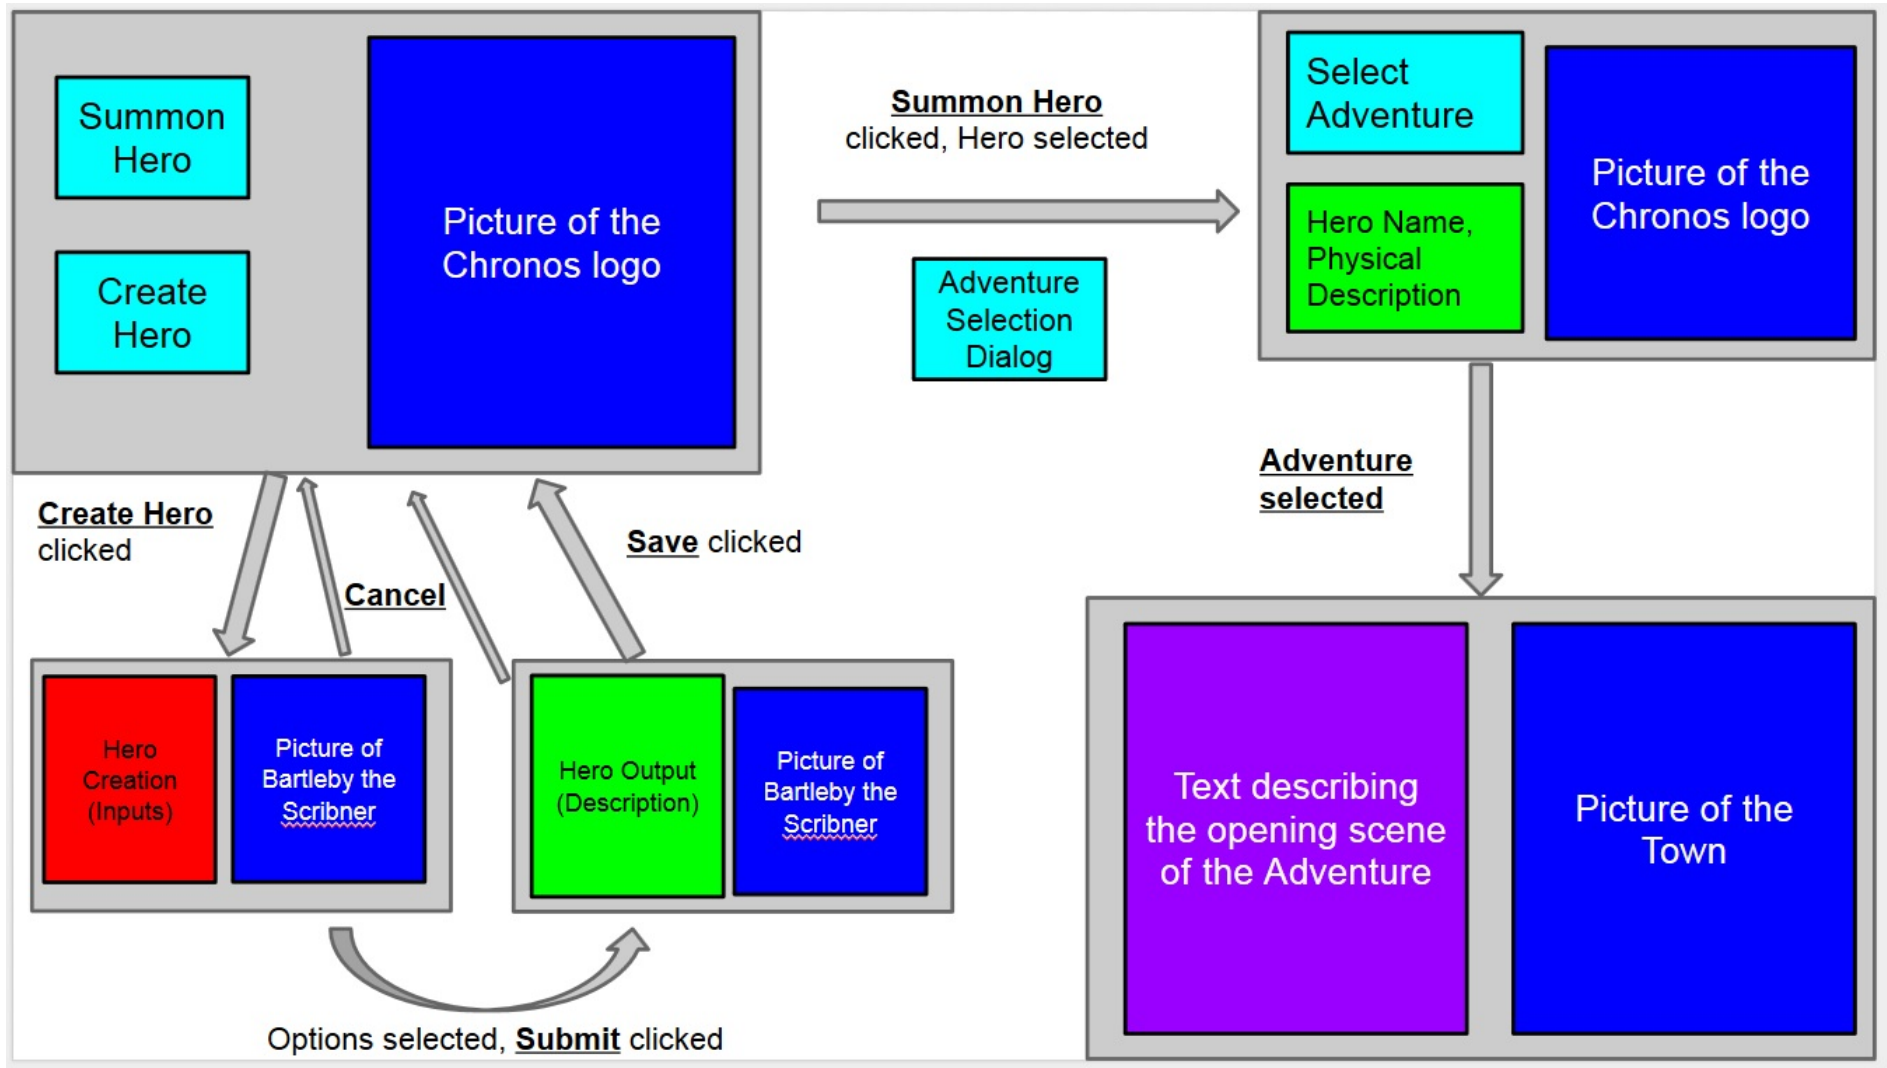 Summon
Hero
Create
Hero
Picture of the
Chronos logo
Summon Hero
clicked, Hero selected
Adventure
Selection
Dialog
Select
Adventure
Hero Name,
Physical
Description
Picture of the
Chronos logo
Create Hero
clicked
Cancel
Save clicked
Adventure
selected
Hero
Creation
(Inputs)
Picture of
Bartleby the
Scribner
Hero Output
(Description)
Picture of
Bartleby the
Scribner
Options selected, Submit clicked
Text describing
the opening scene
of the Adventure
Picture of the
Town